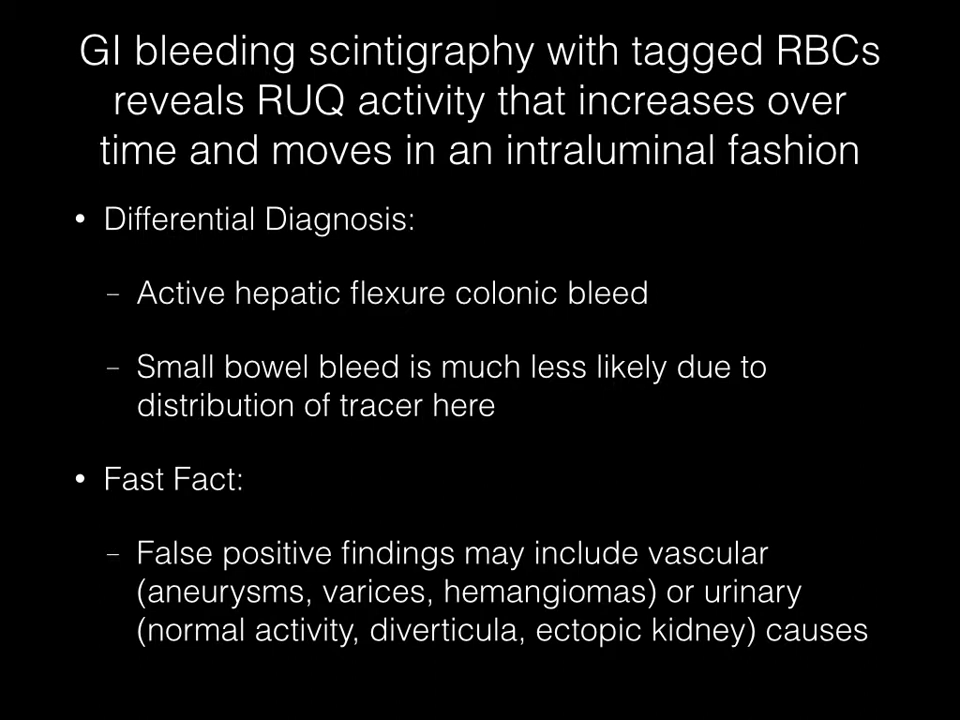 GI bleeding scintigraphy with tagged RBCs
reveals RUQ activity that increases over
time and moves in an intraluminal fashion
• Differential Diagnosis:
– Active hepatic flexure colonic bleed
– Small bowel bleed is much less likely due to
distribution of tracer here
• Fast Fact:
– False positive findings may include vascular
(aneurysms, varices, hemangiomas) or urinary
(normal activity, diverticula, ectopic kidney) causes